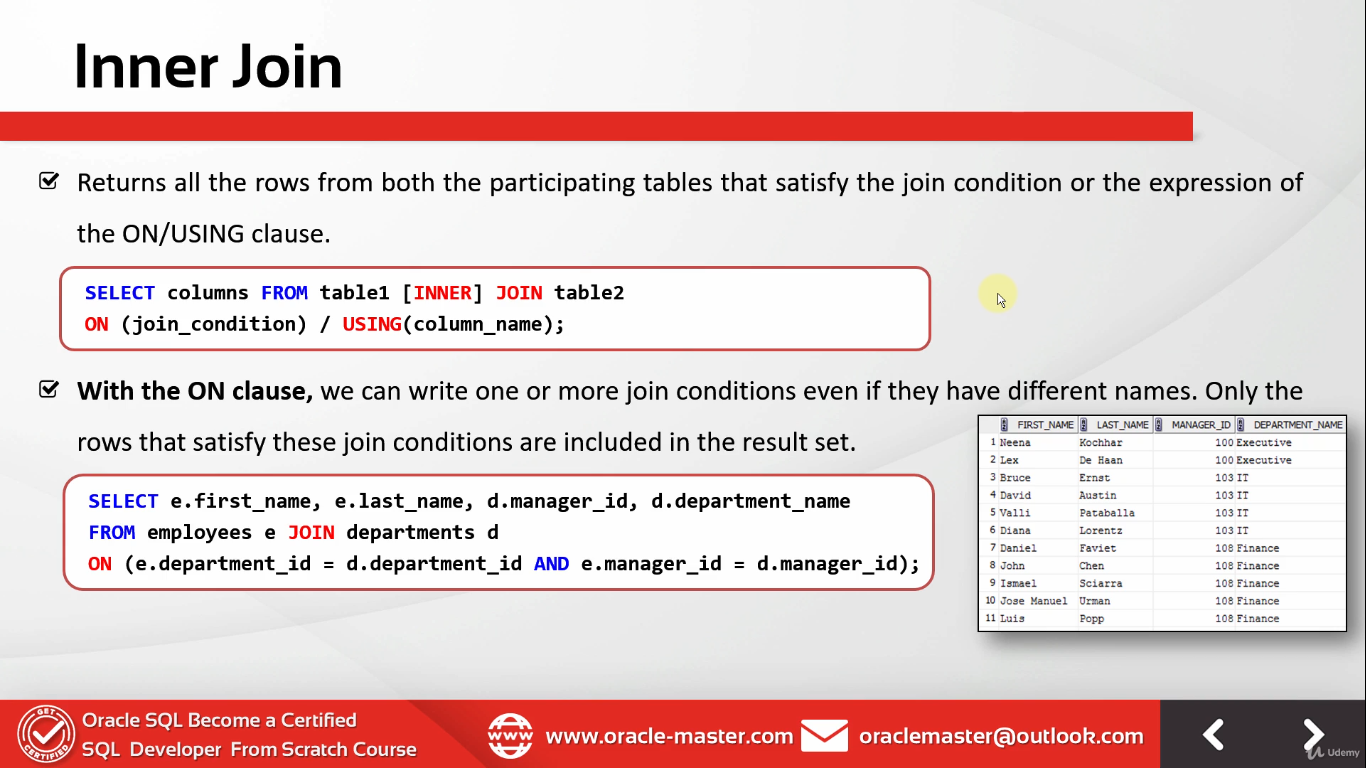 Inner Join
Returns all the rows from both the participating tables that satisfy the join condition or the expression of
the ON/USING clause.
SELECT columns FROM table1 [INNER] JOIN table2
ON (join_condition) / USING(column_name);
With the ON clause, we can write one or more join conditions even if they have different names. Only the
rows that satisfy these join conditions are included in the result set.
SELECT e.first_name, e.last_name, d.manager_id, d.department_name
FROM employees e JOIN departments d
ON (e.department_id = d.department_id AND e.manager_id = d.manager_id);
FIRST_NAME LAST_NAME MANAGER_ID DEPARTMENT_NAME
1 Neena Kochhar 100 Executive
2 Lex De Haan 100 Executive
3 Bruce Ernst 103 IT
4 David Austin 103 IT
5 Valli Pataballa 103 IT
6 Diana Lorentz 103 IT
7 Daniel Faviet 108 Finance
8 John Chen 108 Finance
9 Ismael Sciarra 108 Finance
10 Jose Manuel Urman 108 Finance
11 Luis Popp 108 Finance
GET CERTIFIED
Oracle SQL Become a Certified
SQL Developer From Scratch Course
www
www.oracle-master.com
oraclemaster@outlook.com
Udemy